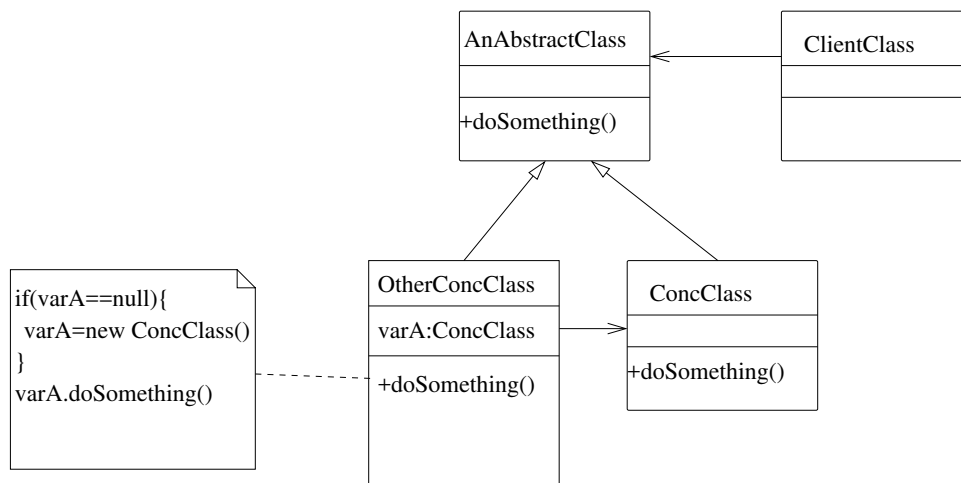 AnAbstractClass
+doSomething()
ClientClass
if(varA==null){
varA=new ConcClass()
}
varA.doSomething()
OtherConcClass
varA:ConcClass
+doSomething()
ConcClass
+doSomething()